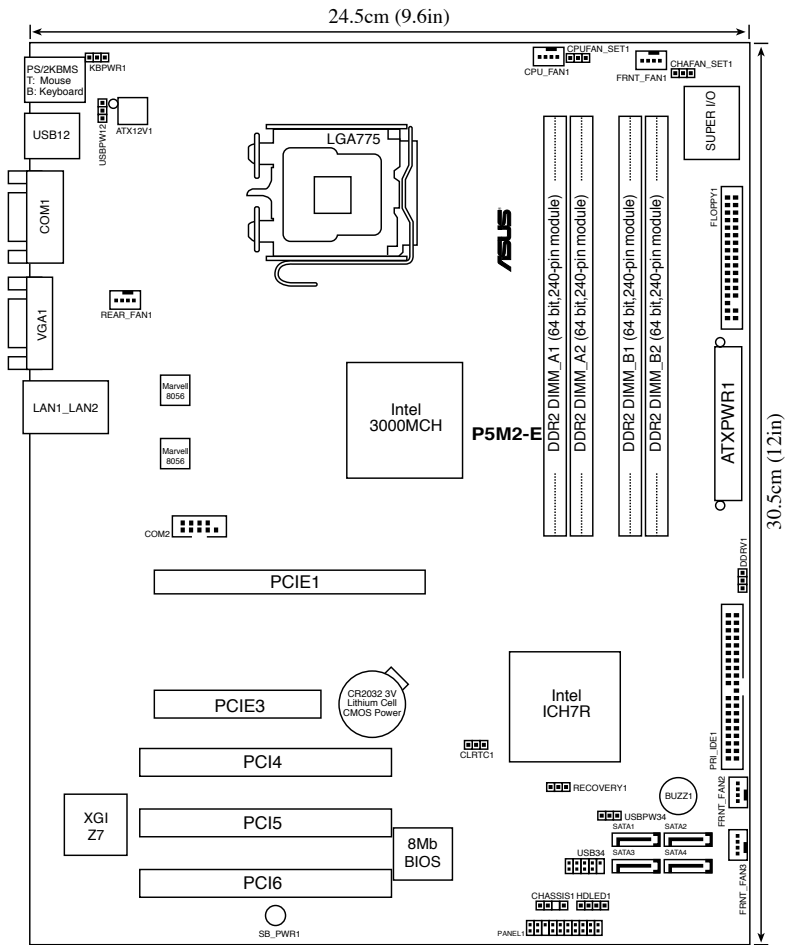 24.5cm (9.6in)
PS/2KBMS
T: Mouse
B: Keyboard
KBPWR1
CPU_FAN1
CPUFAN_SET1
FRNT_FAN1
CHAFAN_SET1
USBPW12
ATX12V1
USB12
LGA775
SUPER I/O
COM1
ASUS
FLOPPY1
DDR2 DIMM_A1 (64 bit,240-pin module)
DDR2 DIMM_A2 (64 bit,240-pin module)
DDR2 DIMM_B1 (64 bit,240-pin module)
DDR2 DIMM_B2 (64 bit,240-pin module)
REAR_FAN1
VGA1
LAN1_LAN2
Marvell
8056
Intel
3000MCH
P5M2-E
ATXPWR1
30.5cm (12in)
Marvell
8056
COM2
DDRV1
PCIE1
PCIE3
CR2032 3V
Lithium Cell
CMOS Power
Intel
ICH7R
PRI_IDE1
CLRTC1
PCI4
RECOVERY1
BUZZ1
FRNT_FAN2
XGI
Z7
PCI5
USBPW34
SATA1
SATA2
8Mb
BIOS
USB34
SATA3
SATA4
FRNT_FAN3
PCI6
CHASSIS1
HDLED1
SB_PWR1
PANEL1